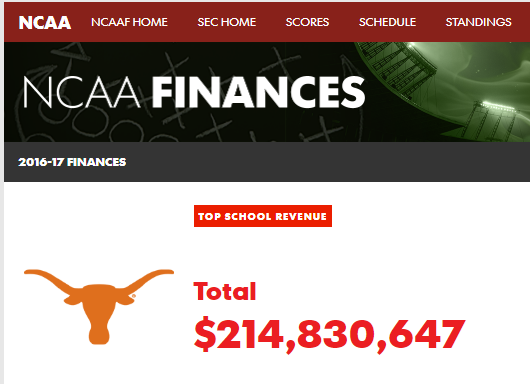 NCAA NCAAF HOME SEC HOME SCORES SCHEDULE STANDINGS
NCAA FINANCES
2016-17 FINANCES
TOP SCHOOL REVENUE
Total
$214,830,647